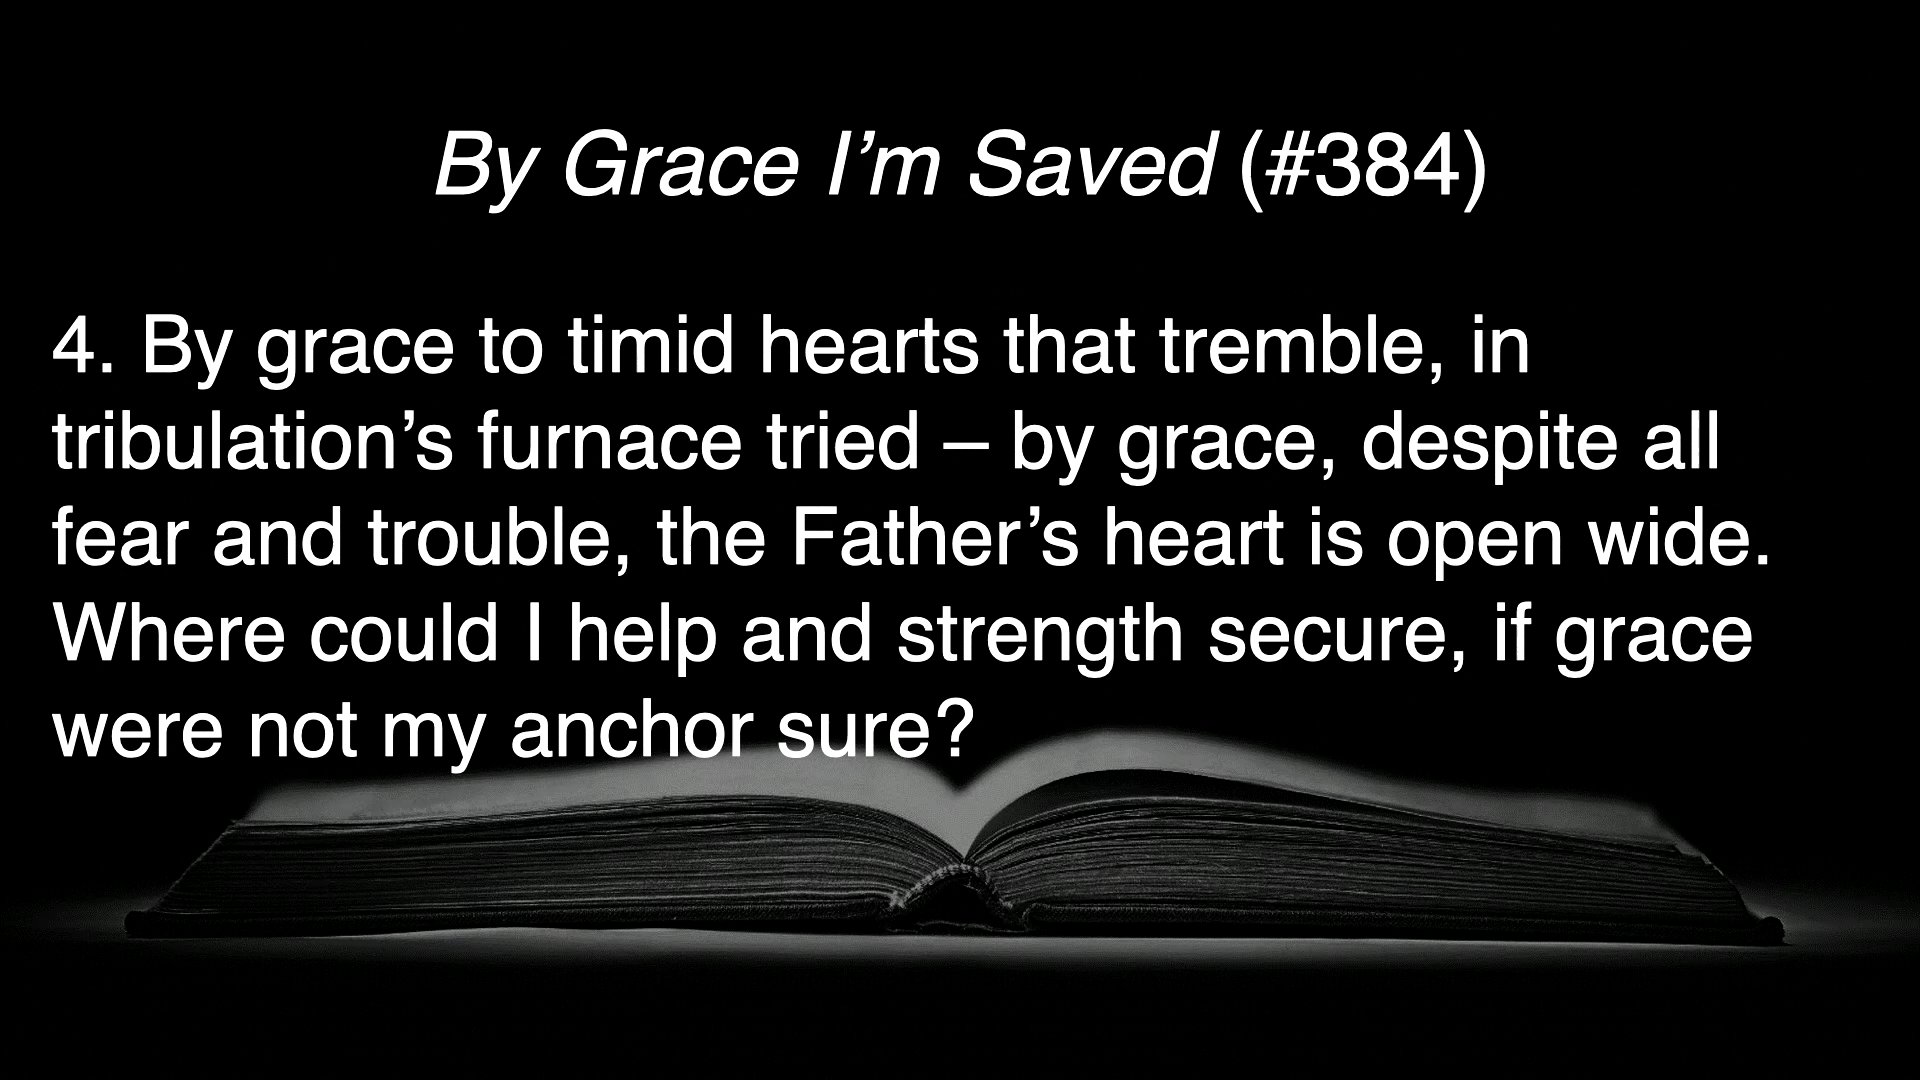 By Grace I’m Saved (#384)
4. By grace to timid hearts that tremble, in
tribulation’s furnace tried – by grace, despite all
fear and trouble, the Father’s heart is open wide.
Where could I help and strength secure, if grace
were not my anchor sure?